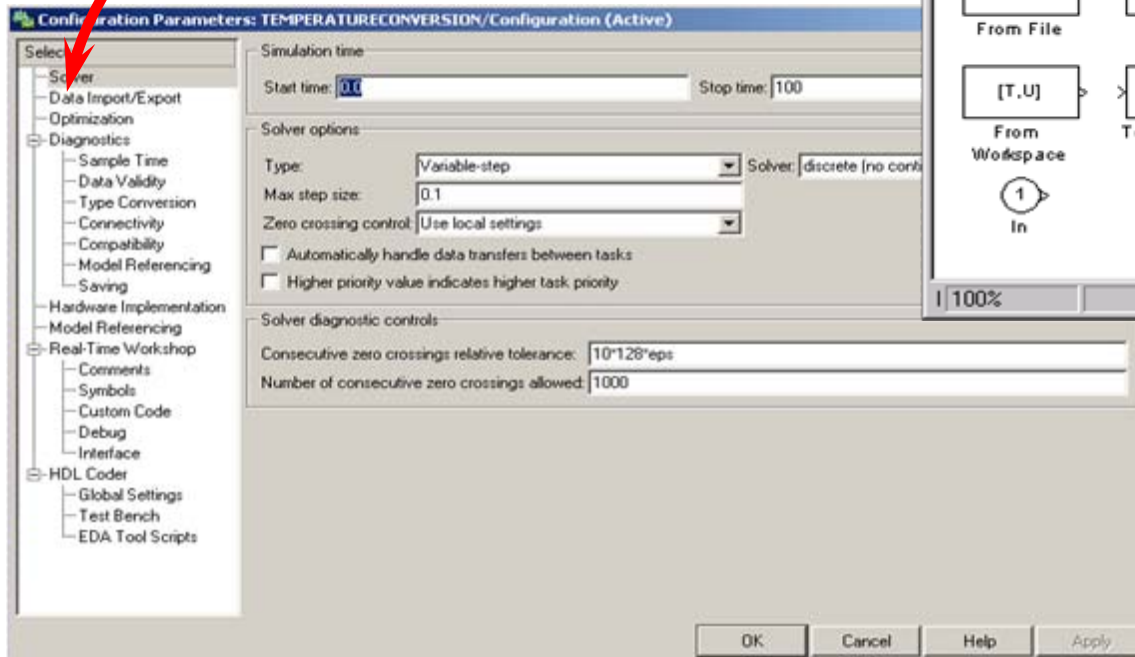 Configuration Parameters: TEMPERATURECONVERSION/Configuration (Active)
Solver
Data Import/Export
Optimization
Diagnostics
Sample Time
Data Validity
Type Conversion
Connectivity
Compatibility
Model Referencing
Saving
Hardware Implementation
Model Referencing
Real-Time Workshop
Comments
Symbols
Custom Code
Debug
Interface
HDL Coder
Global Settings
Test Bench
EDA Tool Scripts
Simulation time
Start time: 0.0 Stop time: 100
Solver options
Type: Variable-step Solver: discrete (no conti
Max step size: 0.1
Zero crossing control: Use local settings
Automatically handle data transfers between tasks
Higher priority value indicates higher task priority
Solver diagnostic controls
Consecutive zero crossings relative tolerance: 10*128*eps
Number of consecutive zero crossings allowed: 1000
OK Cancel Help Apply
From File
[T,U]
From
Workspace
1
In
100%